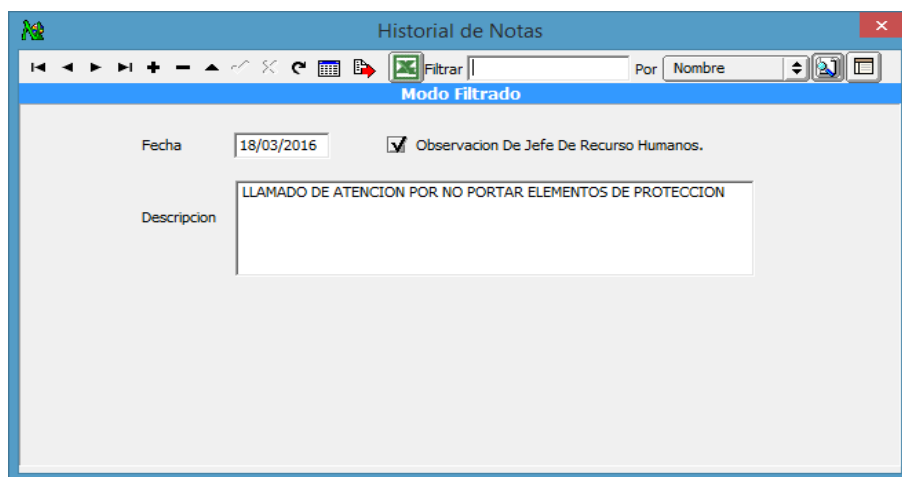 Historial de Notas
Filtrar Por Nombre
Modo Filtrado
Fecha 18/03/2016 Observacion De Jefe De Recurso Humanos.
LLAMADO DE ATENCION POR NO PORTAR ELEMENTOS DE PROTECCION
Descripcion